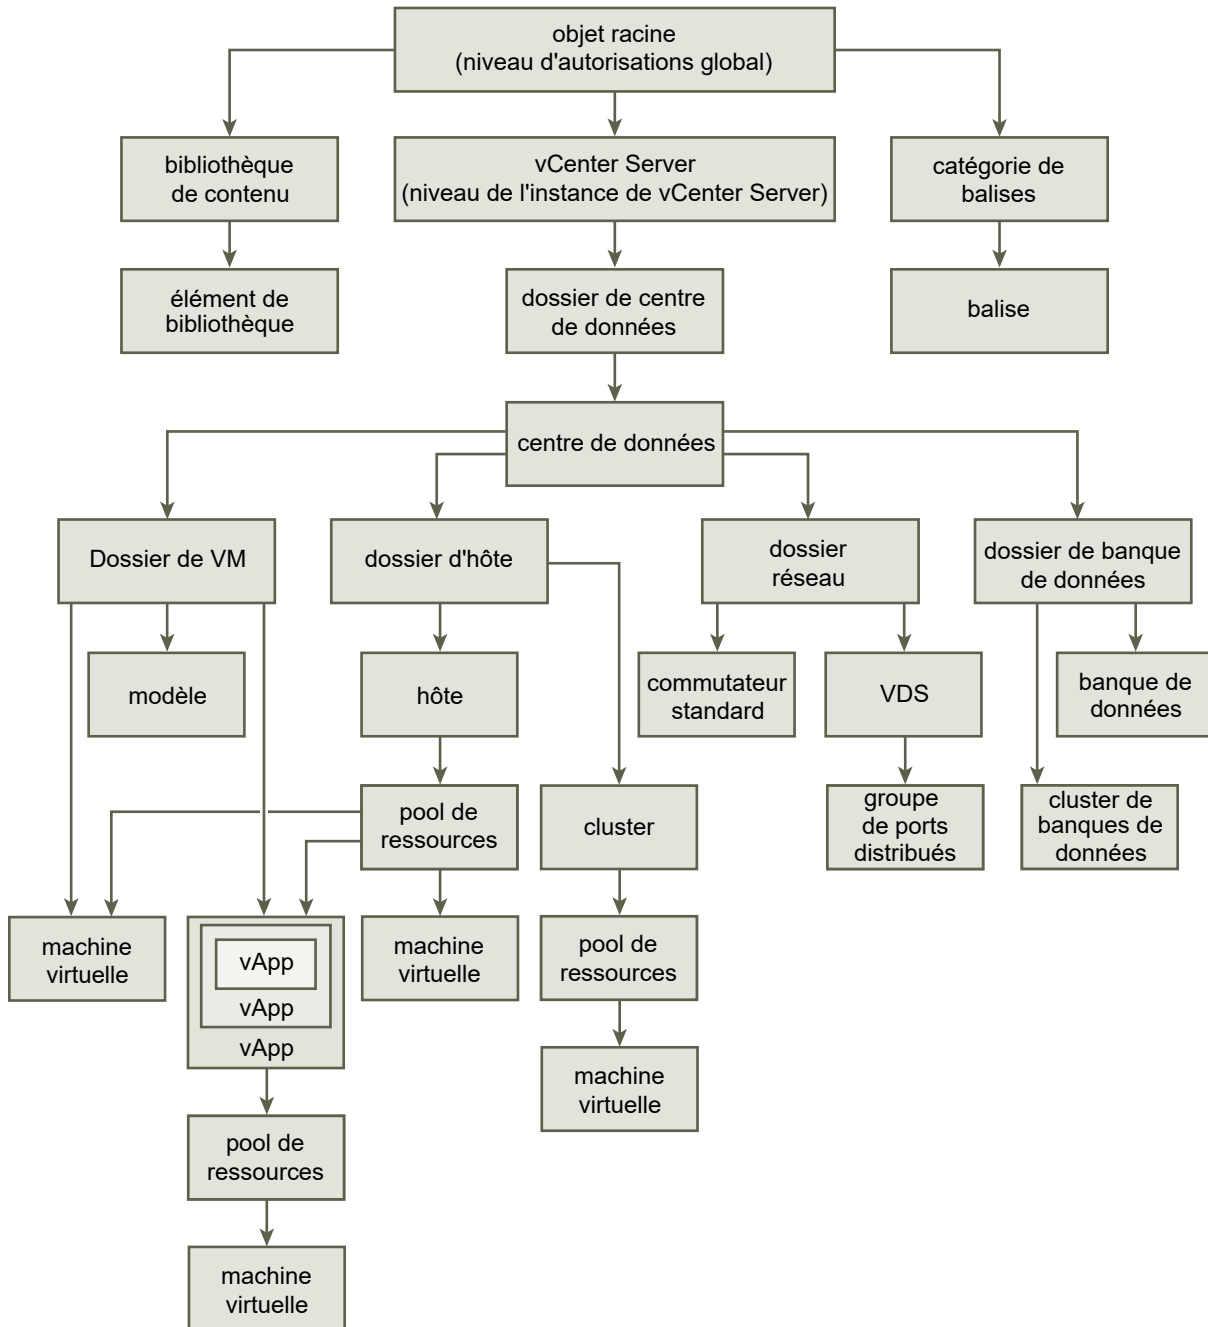 objet racine
(niveau d'autorisations global)
bibliothèque
de contenu
vCenter Server
(niveau de l'instance de vCenter Server)
catégorie de
balises
élément de
bibliothèque
dossier de centre
de données
balise
centre de données
Dossier de VM
dossier d'hôte
dossier
réseau
dossier de banque
de données
modèle
hôte
commutateur
standard
VDS
banque de
données
pool de
ressources
cluster
groupe
de ports
distribués
cluster de
banques de
données
machine
virtuelle
vApp
vApp
vApp
machine
virtuelle
pool de
ressources
machine
virtuelle
pool de
ressources
machine
virtuelle